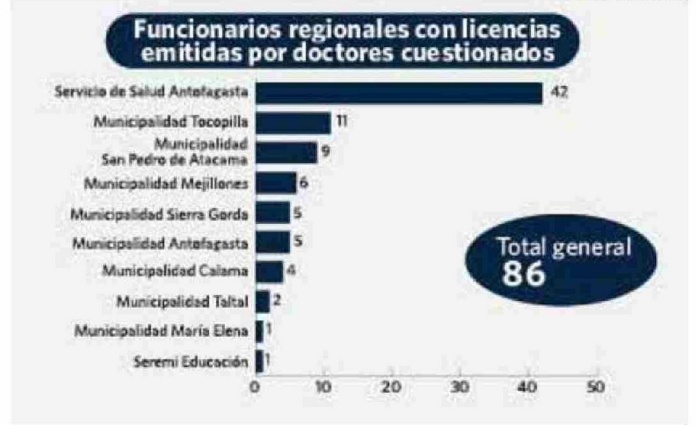 Funcionarios regionales con licencias
emitidas por doctores cuestionados
Servicio de Salud Antofagasta 42
Municipalidad Tocopilla 11
Municipalidad
San Pedro de Atacama 9
Municipalidad Mejillones 6
Municipalidad Sierra Gorda 5
Municipalidad Antofagasta 5
Municipalidad Calama 4
Municipalidad Taltal 2
Municipalidad María Elena 1
Seremi Educación 1
0 10 20 30 40 50
Total general
86